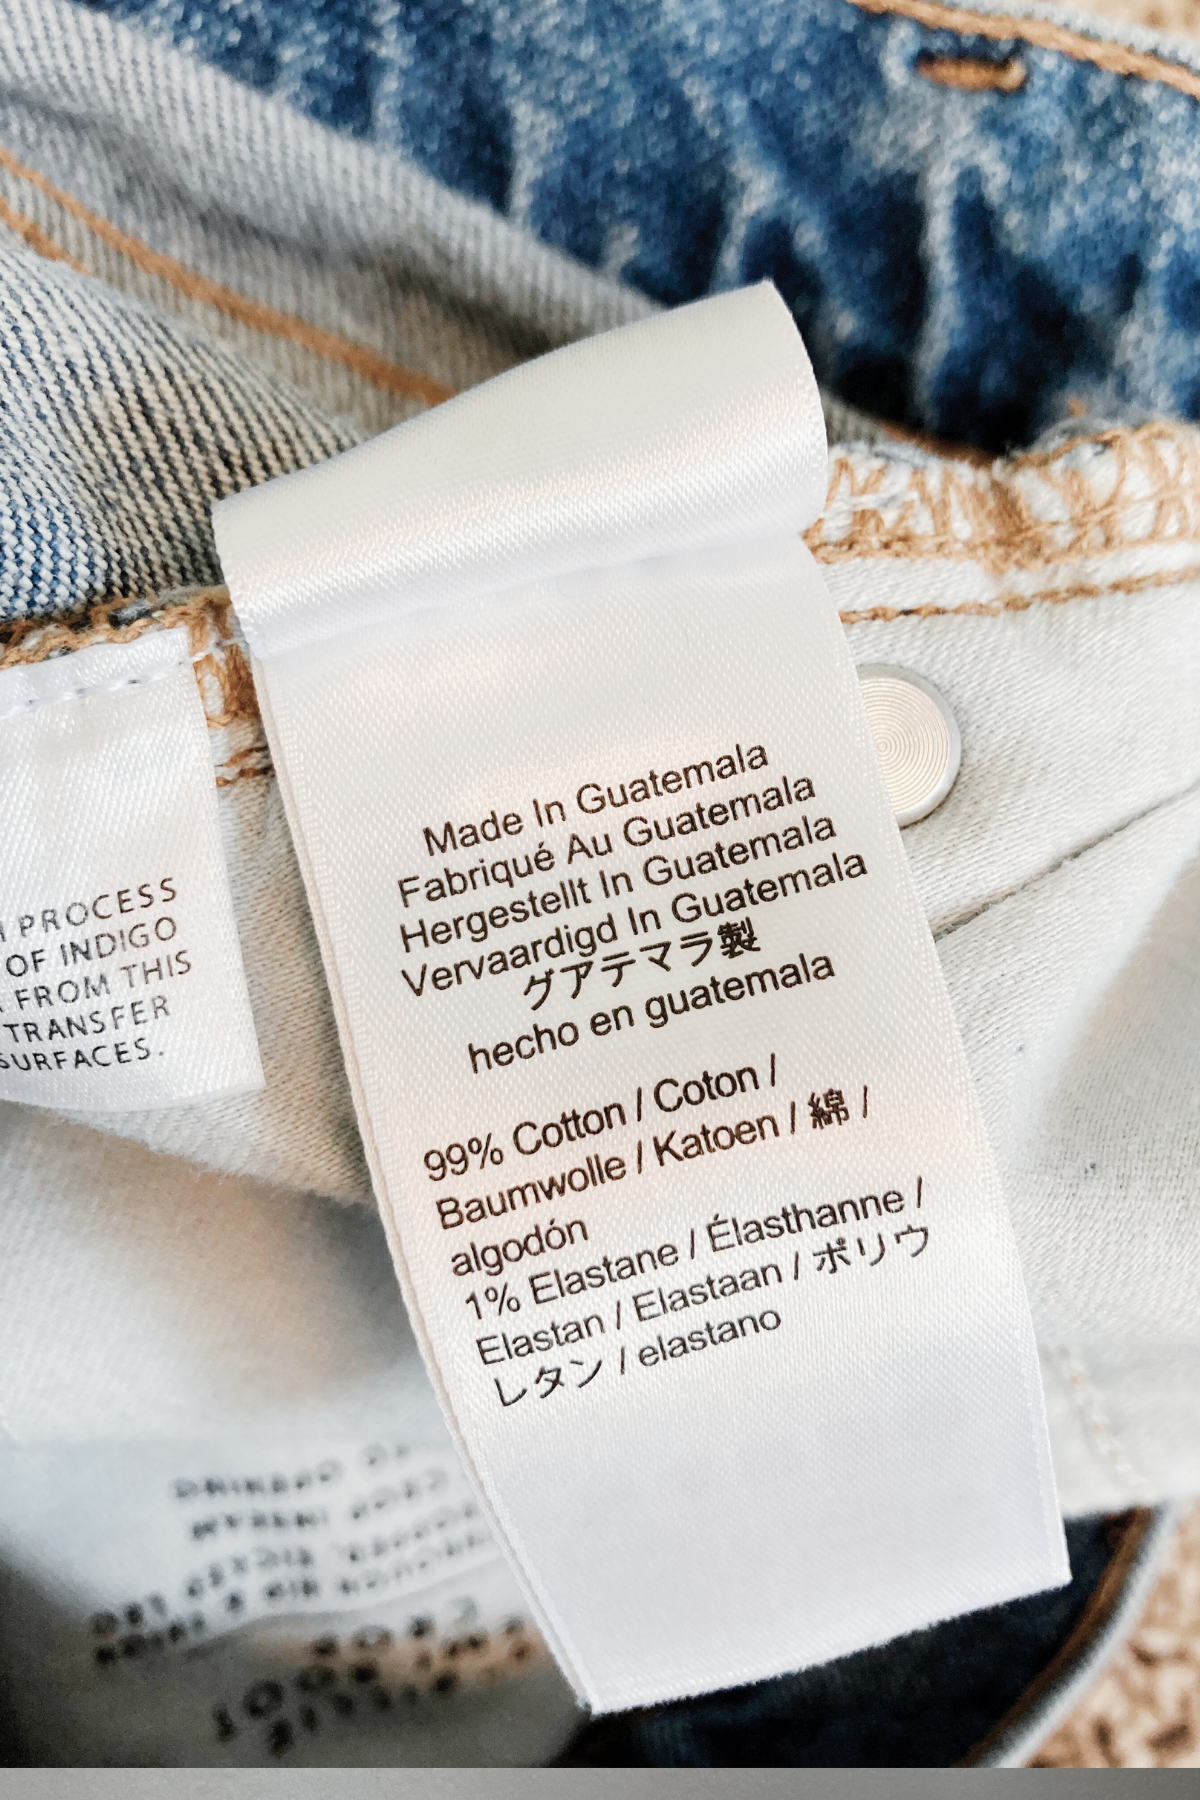 PROCESS
OF INDIGO
FROM THIS
TRANSFER
SURFACES.
Made In Guatemala
Fabriqué Au Guatemala
Hergestellt In Guatemala
Vervaardigd In Guatemala
グアテマラ製
hecho en guatemala
99% Cotton / Coton /
Baumwolle / Katoen / 綿 /
algodón
1% Elastane / Élasthanne /
Elastan / Elastaan / ポリウ
レタン / elastano